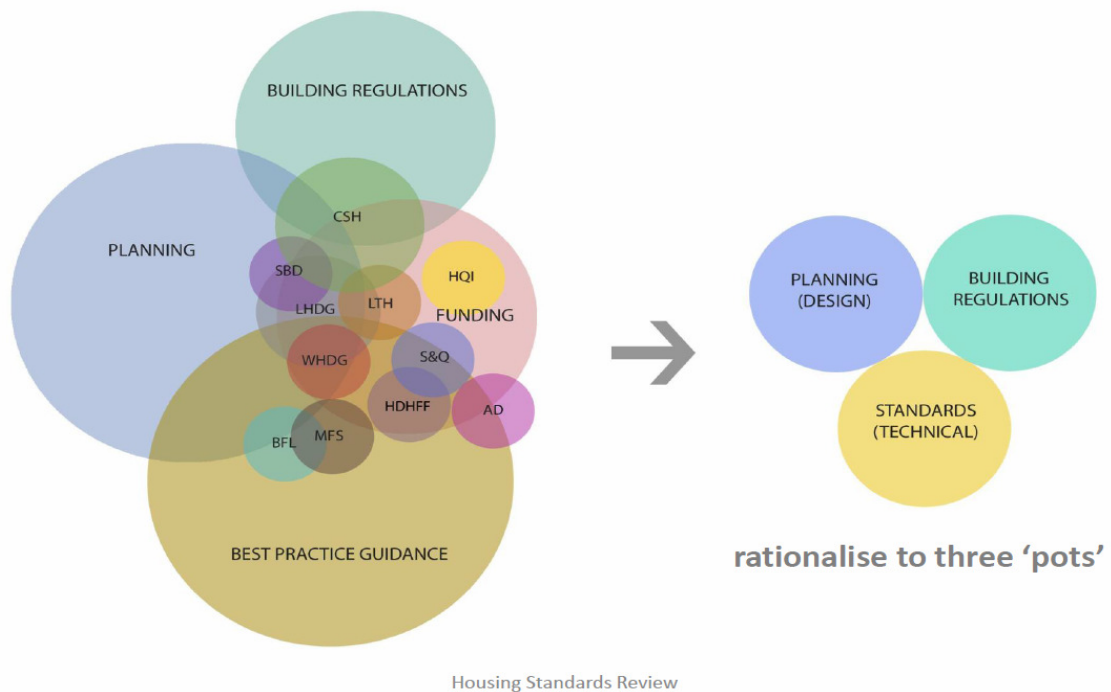 BUILDING REGULATIONS
CSH
PLANNING
SBD
HQI
LHDG
LTH
FUNDING
WHDG
S&Q
HDHFF
AD
BFL
MFS
BEST PRACTICE GUIDANCE
PLANNING
(DESIGN)
BUILDING
REGULATIONS
STANDARDS
(TECHNICAL)
rationalise to three ‘pots’
Housing Standards Review